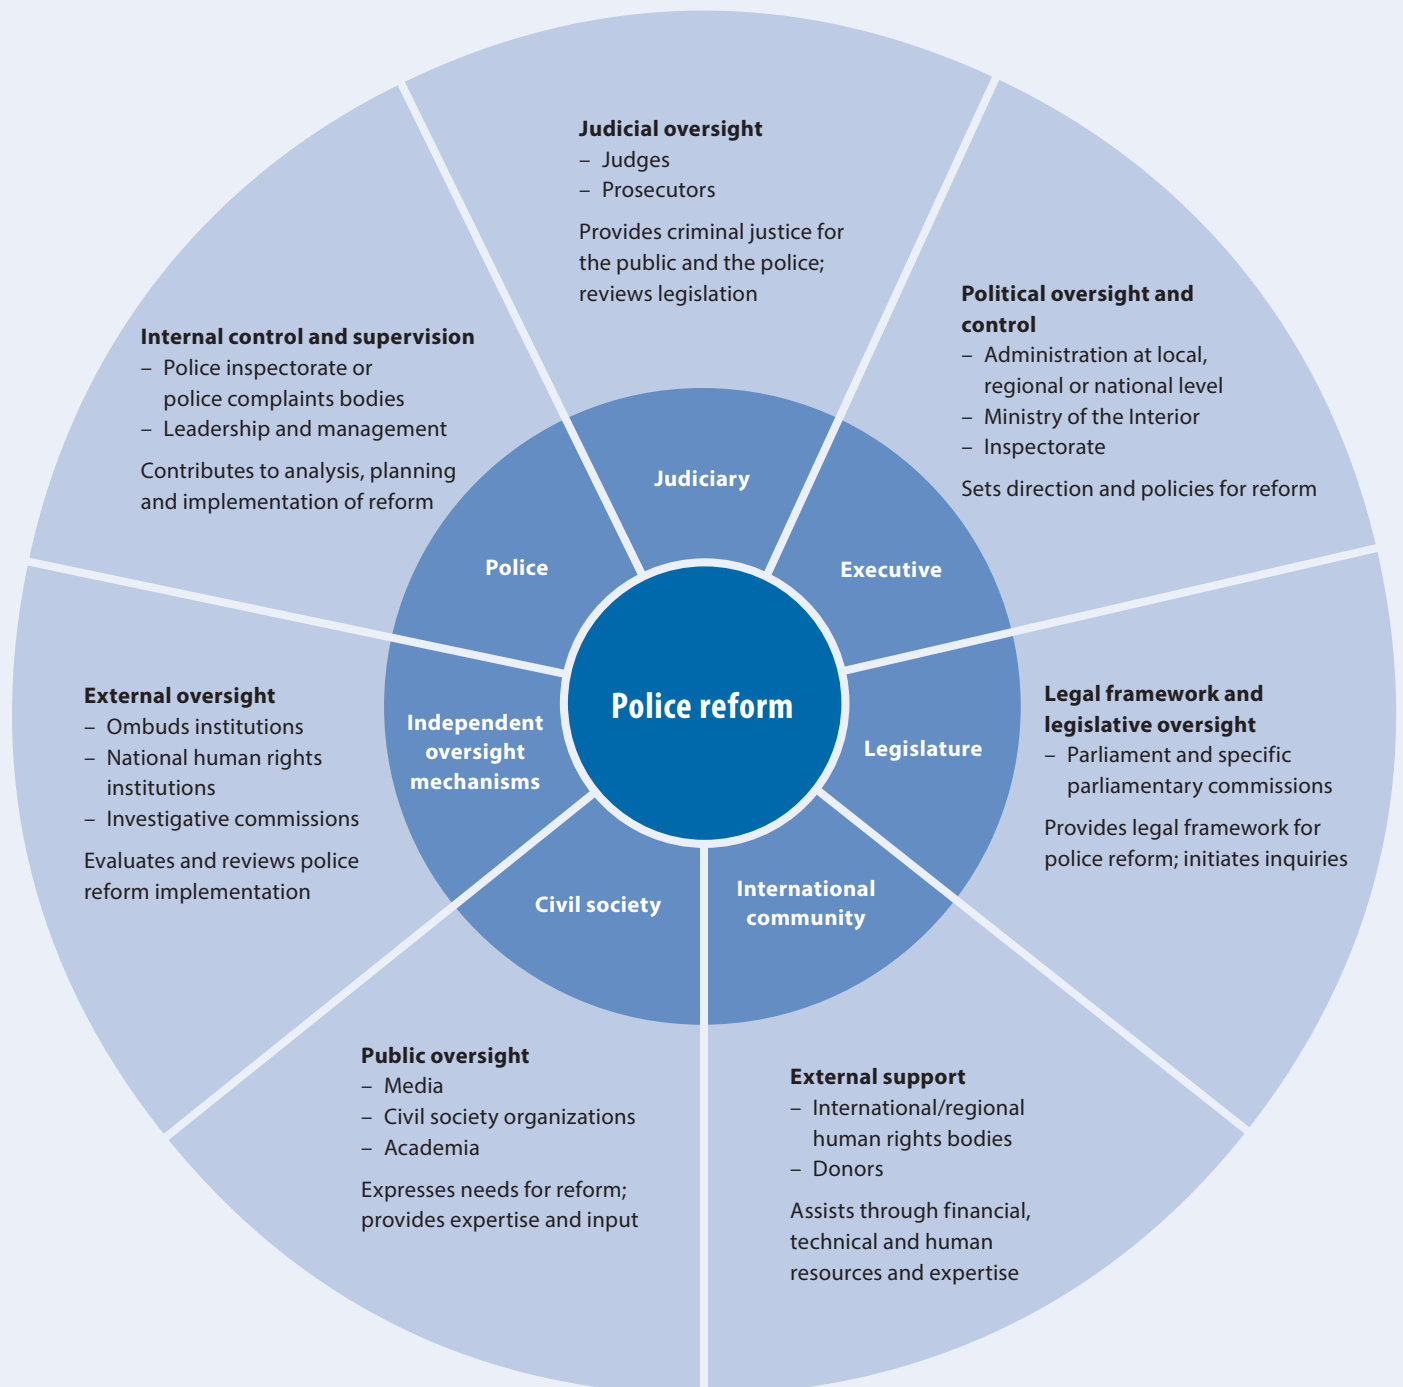 Judicial oversight
– Judges
– Prosecutors
Provides criminal justice for
the public and the police;
reviews legislation
Political oversight and
control
– Administration at local,
regional or national level
– Ministry of the Interior
– Inspectorate
Sets direction and policies for reform
Internal control and supervision
– Police inspectorate or
police complaints bodies
– Leadership and management
Contributes to analysis, planning
and implementation of reform
Judiciary
Police
Executive
Police reform
External oversight
– Ombuds institutions
– National human rights
institutions
– Investigative commissions
Evaluates and reviews police
reform implementation
Independent
oversight
mechanisms
Legislature
Legal framework and
legislative oversight
– Parliament and specific
parliamentary commissions
Provides legal framework for
police reform; initiates inquiries
Civil society
International
community
Public oversight
– Media
– Civil society organizations
– Academia
Expresses needs for reform;
provides expertise and input
External support
– International/regional
human rights bodies
– Donors
Assists through financial,
technical and human
resources and expertise